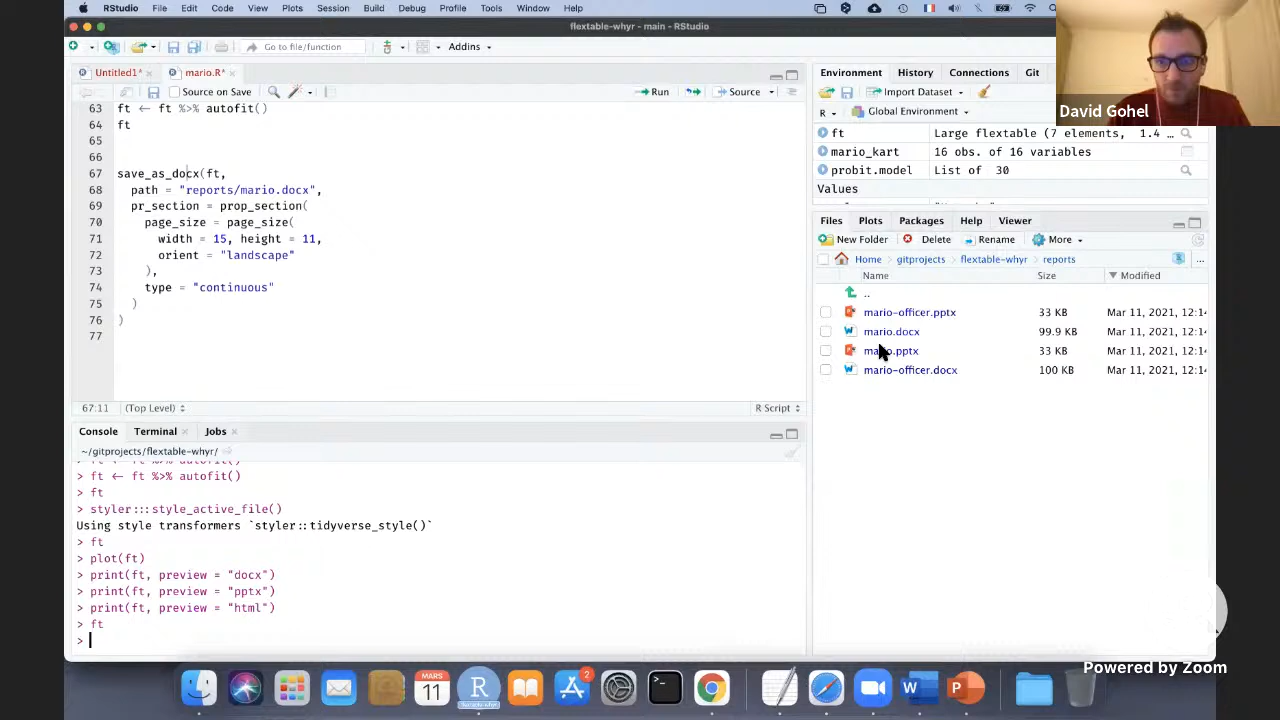 RStudio File Edit Code View Plots Session Build Debug Profile Tools Window Help
flextable-whyr - main - RStudio
Go to file/function Addins
Untitled1* mario.R*
Source on Save Run Source
63 ft ← ft %>% autofit()
64 ft
65
66
67 save_as_docx(ft,
68 path = "reports/mario.docx",
69 pr_section = prop_section(
70 page_size = page_size(
71 width = 15, height = 11,
72 orient = "landscape"
73 ),
74 type = "continuous"
75 )
76 )
77
67:11 (Top Level) R Script
Console Terminal Jobs
~/gitprojects/flextable-whyr/
> ft ← ft %>% autofit()
> ft ← ft %>% autofit()
> ft
> styler:::style_active_file()
Using style transformers `styler::tidyverse_style()`
> ft
> plot(ft)
> print(ft, preview = "docx")
> print(ft, preview = "pptx")
> print(ft, preview = "html")
> ft
>
Environment History Connections Git
Import Dataset
R Global Environment
ft Large flextable (7 elements, 1.4 …
mario_kart 16 obs. of 16 variables
probit.model List of 30
Values
Files Plots Packages Help Viewer
New Folder Delete Rename More
Home gitprojects flextable-whyr reports ...
Name Size Modified
..
mario-officer.pptx 33 KB Mar 11, 2021, 12:1
mario.docx 99.9 KB Mar 11, 2021, 12:1
mario.pptx 33 KB Mar 11, 2021, 12:1
mario-officer.docx 100 KB Mar 11, 2021, 12:1
David Gohel
MARS
11
R
flextable-whyr
2
>_
W
P
Powered by Zoom